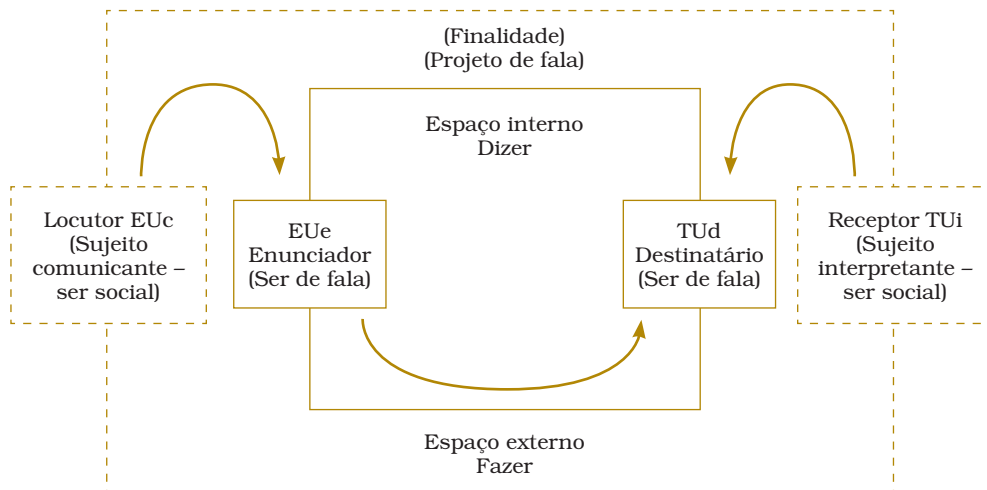 (Finalidade)
(Projeto de fala)
Espaço interno
Dizer
Locutor EUc
(Sujeito
comunicante –
ser social)
EUe
Enunciador
(Ser de fala)
TUd
Destinatário
(Ser de fala)
Receptor TUi
(Sujeito
interpretante –
ser social)
Espaço externo
Fazer